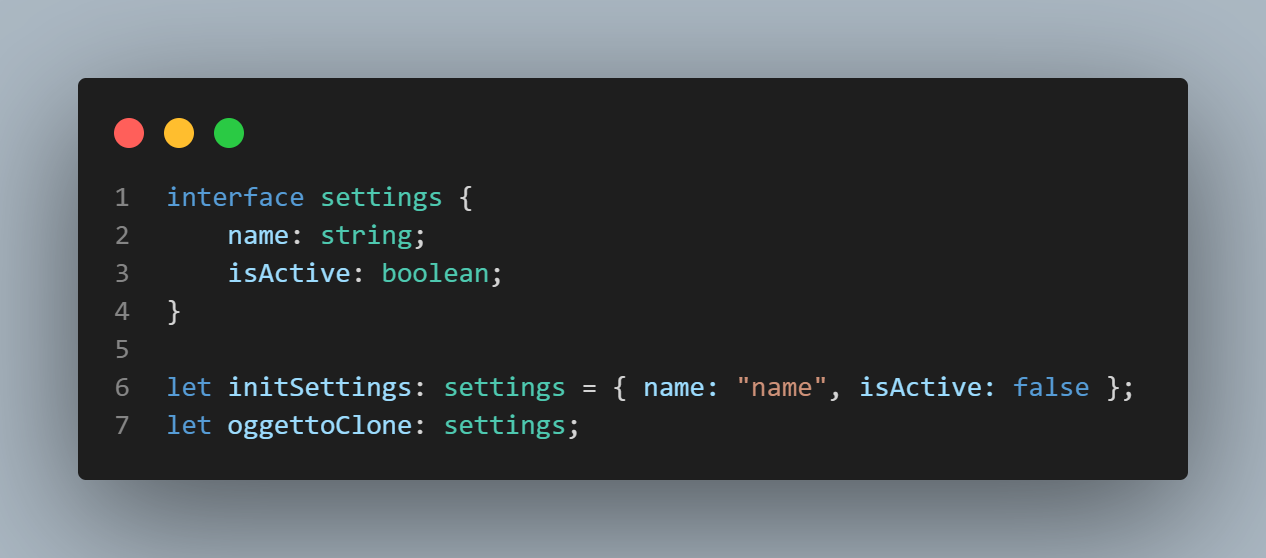 1 interface settings {
2 name: string;
3 isActive: boolean;
4 }
5
6 let initSettings: settings = { name: "name", isActive: false };
7 let oggettoClone: settings;